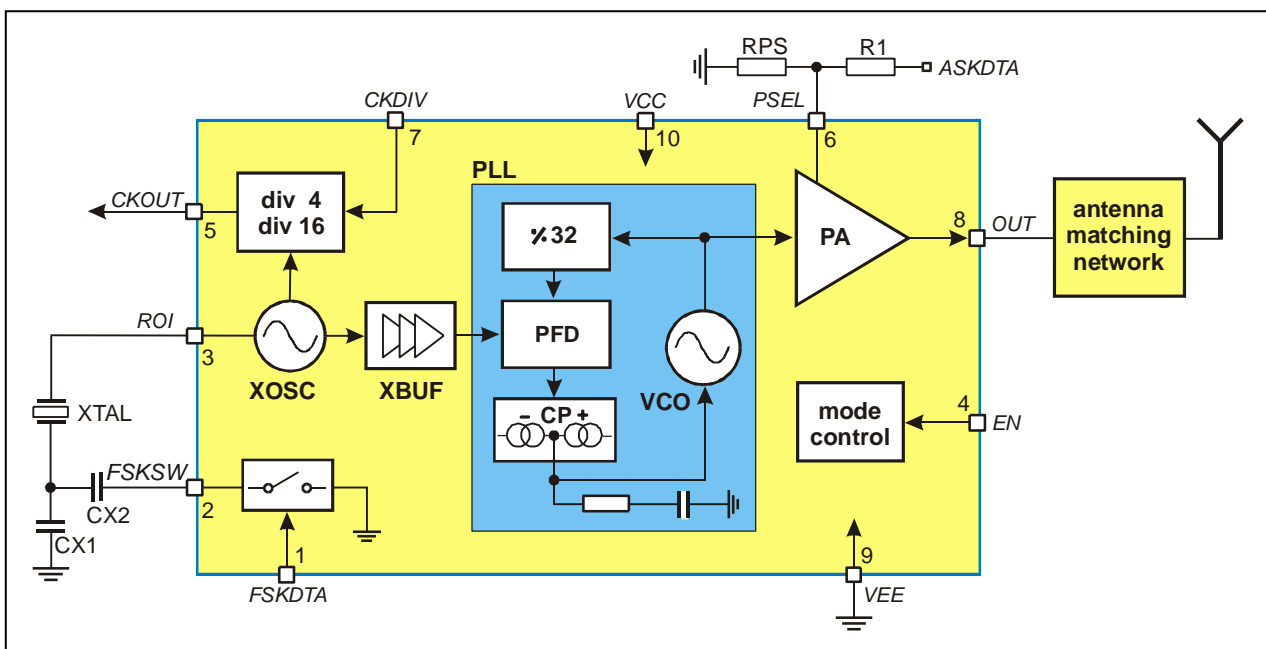 RPS
R1
ASKDTA
CKDIV
VCC
PSEL
7
10
6
PLL
CKOUT
5
div 4
div 16
٪32
PA
8
OUT
antenna
matching
network
ROI
3
XOSC
XBUF
PFD
VCO
XTAL
- CP +
mode
control
4
EN
FSKSW
2
CX2
CX1
1
FSKDTA
9
VEE